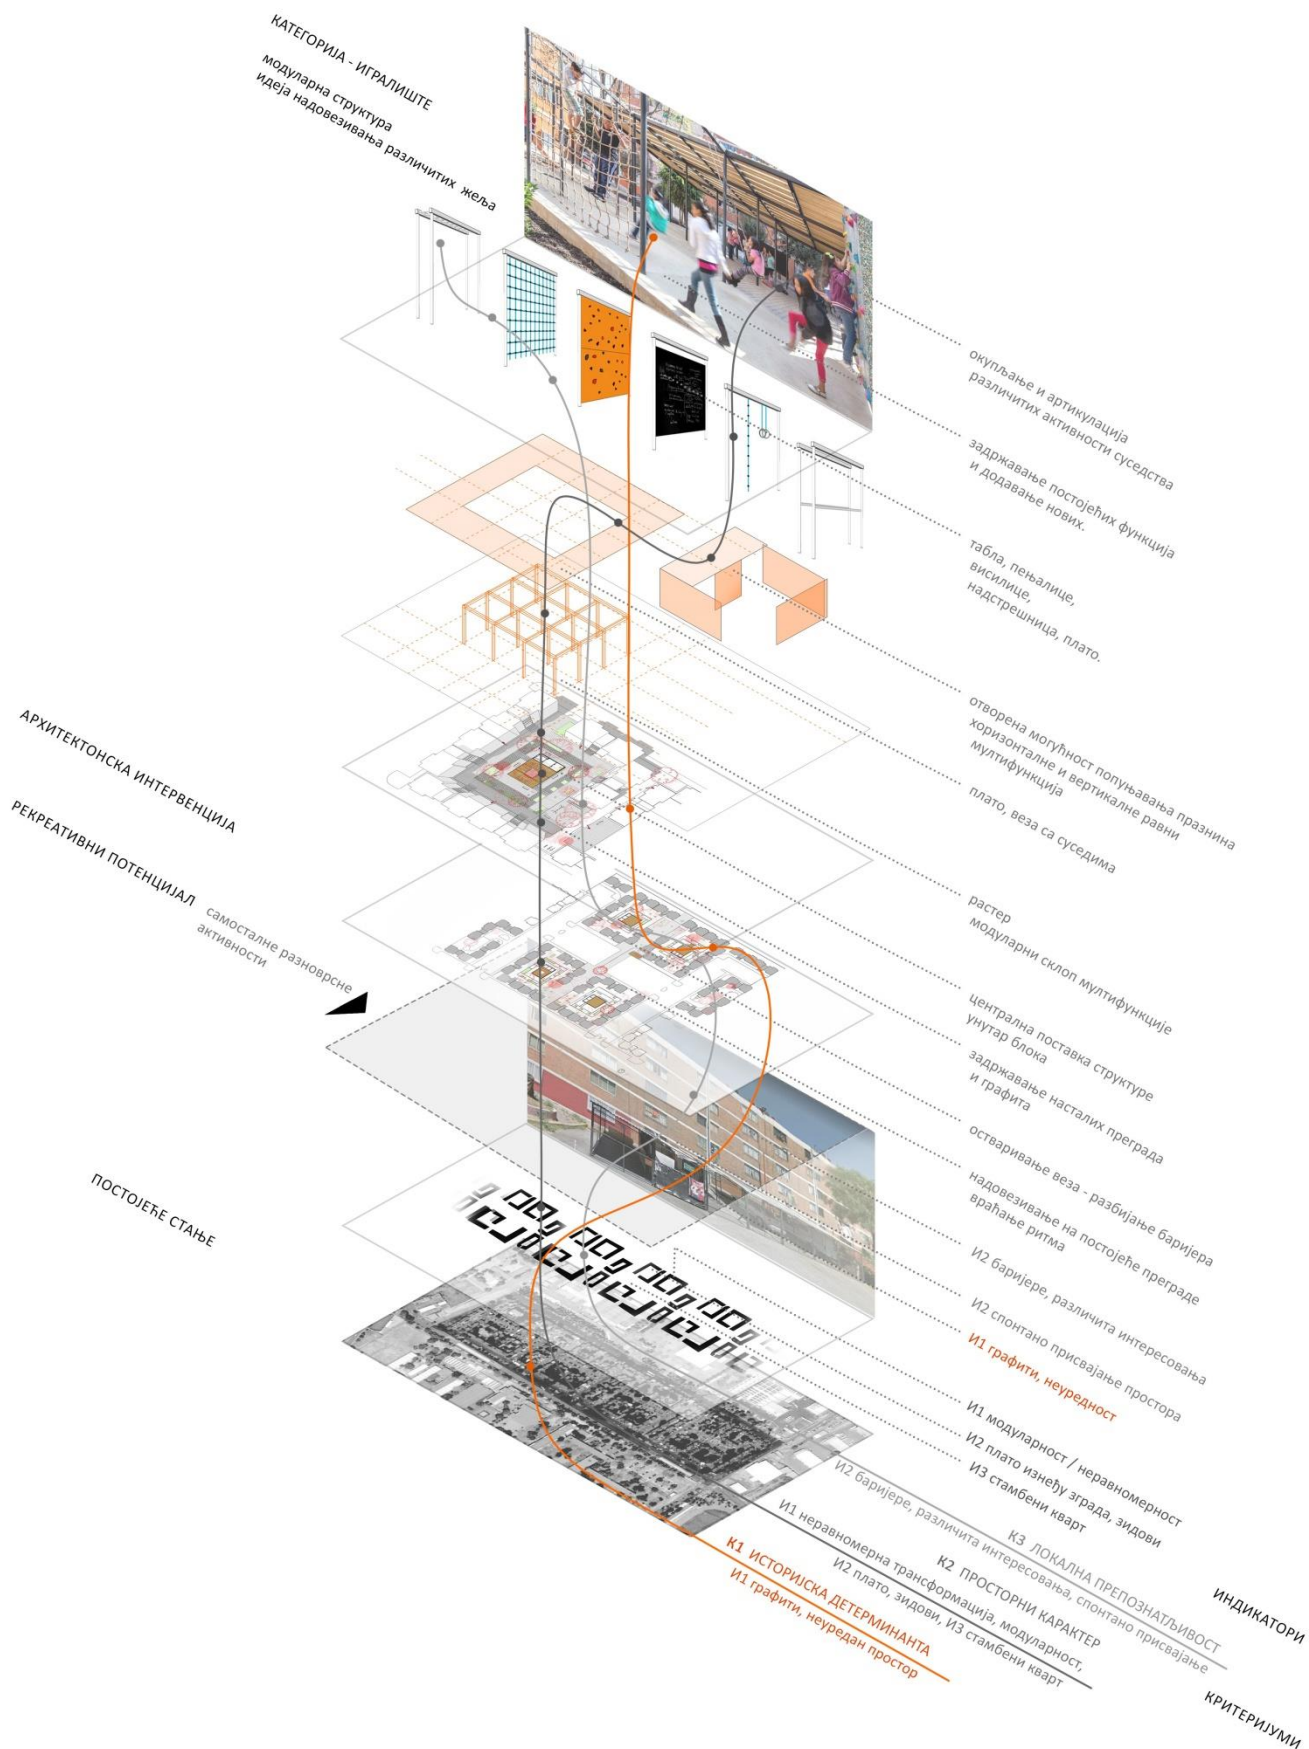 КАТЕГОРИЈА - ИГРАЛИШТЕ
модуларна структура
идеја надовезивања различитих жеља
окупљање и артикулација
различитих активности суседства
задржавање постојећих функција
и додавање нових.
табла, пењалице,
висилице,
надстрешница, плато.
отворена могућност попуњавања празнина
хоризонталне и вертикалне равни
мултифункција
плато, веза са суседима
АРХИТЕКТОНСКА ИНТЕРВЕНЦИЈА
РЕКРЕАТИВНИ ПОТЕНЦИЈАЛ
самосталне разноврсне
активности
растер
модуларни склоп мултифункције
централна поставка структуре
унутар блока
задржавање насталих преграда
и графита
остваривање веза - разбијање баријера
надовезивање на постојеће преграде
враћање ритма
ПОСТОЈЕЋЕ СТАЊЕ
И2 баријере, различита интересовања
И2 спонтано присвајање простора
И1 графити, неуредност
И1 модуларност / неравномерност
И2 плато изнеђу зграда, зидови
И3 стамбени кварт
К3 ЛОКАЛНА ПРЕПОЗНАТЉИВОСТ
И2 баријере, различита интересовања, спонтано присвајање
К2 ПРОСТОРНИ КАРАКТЕР
И1 неравномерна трансформација, модуларност,
И2 плато, зидови, И3 стамбени кварт
К1 ИСТОРИЈСКА ДЕТЕРМИНАНТА
И1 графити, неуредан простор
ИНДИКАТОРИ
КРИТЕРИЈУМИ